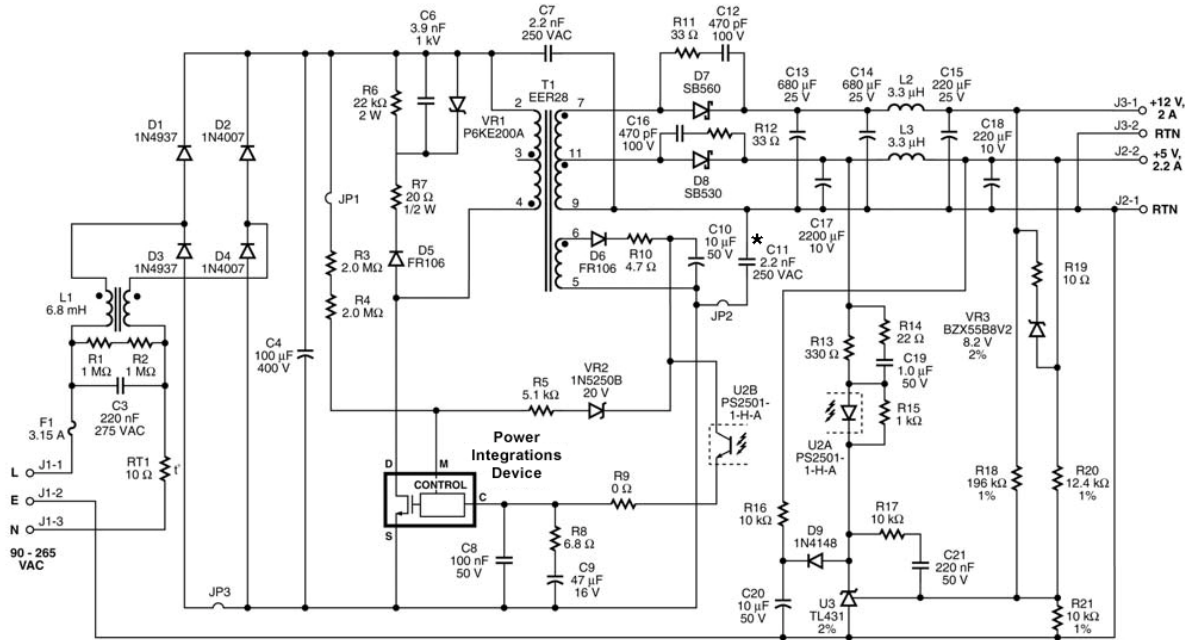 C6
3.9 nF
1 kV
C7
2.2 nF
250 VAC
R11
33 Ω
C12
470 pF
100 V
R6
22 kΩ
2 W
VR1
P6KE200A
T1
EER28
2
3
4
7
11
9
6
5
D7
SB560
C16
470 pF
100 V
R12
33 Ω
D8
SB530
C13
680 µF
25 V
C14
680 µF
25 V
L2
3.3 µH
C15
220 µF
25 V
L3
3.3 µH
C18
220 µF
10 V
J3-1
+12 V,
2 A
J3-2
RTN
J2-2
+5 V,
2.2 A
J2-1
RTN
D1
1N4937
D2
1N4007
D3
1N4937
D4
1N4007
JP1
R7
20 Ω
1/2 W
D5
FR106
R3
2.0 MΩ
R4
2.0 MΩ
D6
FR106
R10
4.7 Ω
C10
10 µF
50 V
*
C11
2.2 nF
250 VAC
C17
2200 µF
10 V
JP2
L1
6.8 mH
R1
1 MΩ
R2
1 MΩ
C3
220 nF
275 VAC
C4
100 µF
400 V
F1
3.15 A
RT1
10 Ω
t°
L
J1-1
E
J1-2
N
J1-3
90 - 265
VAC
JP3
R5
5.1 kΩ
VR2
1N5250B
20 V
U2B
PS2501-
1-H-A
Power
Integrations
Device
D
M
CONTROL
C
S
R9
0 Ω
C8
100 nF
50 V
R8
6.8 Ω
C9
47 µF
16 V
R13
330 Ω
R14
22 Ω
C19
1.0 µF
50 V
R15
1 kΩ
U2A
PS2501-
1-H-A
R19
10 Ω
VR3
BZX55B8V2
8.2 V
2%
R16
10 kΩ
R17
10 kΩ
R18
196 kΩ
1%
R20
12.4 kΩ
1%
D9
1N4148
C21
220 nF
50 V
C20
10 µF
50 V
U3
TL431
2%
R21
10 kΩ
1%